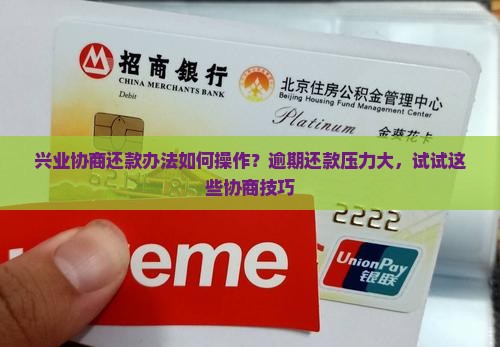 招商银行
CHINA MERCHANTS BANK
Debit
北京住房公积金管理中心
Beijing Housing Fund Management Center
Platinum
金葵花卡
兴业协商还款办法如何操作？逾期还款压力大，试试这
些协商技巧
2222
eme
UnionPay
银联